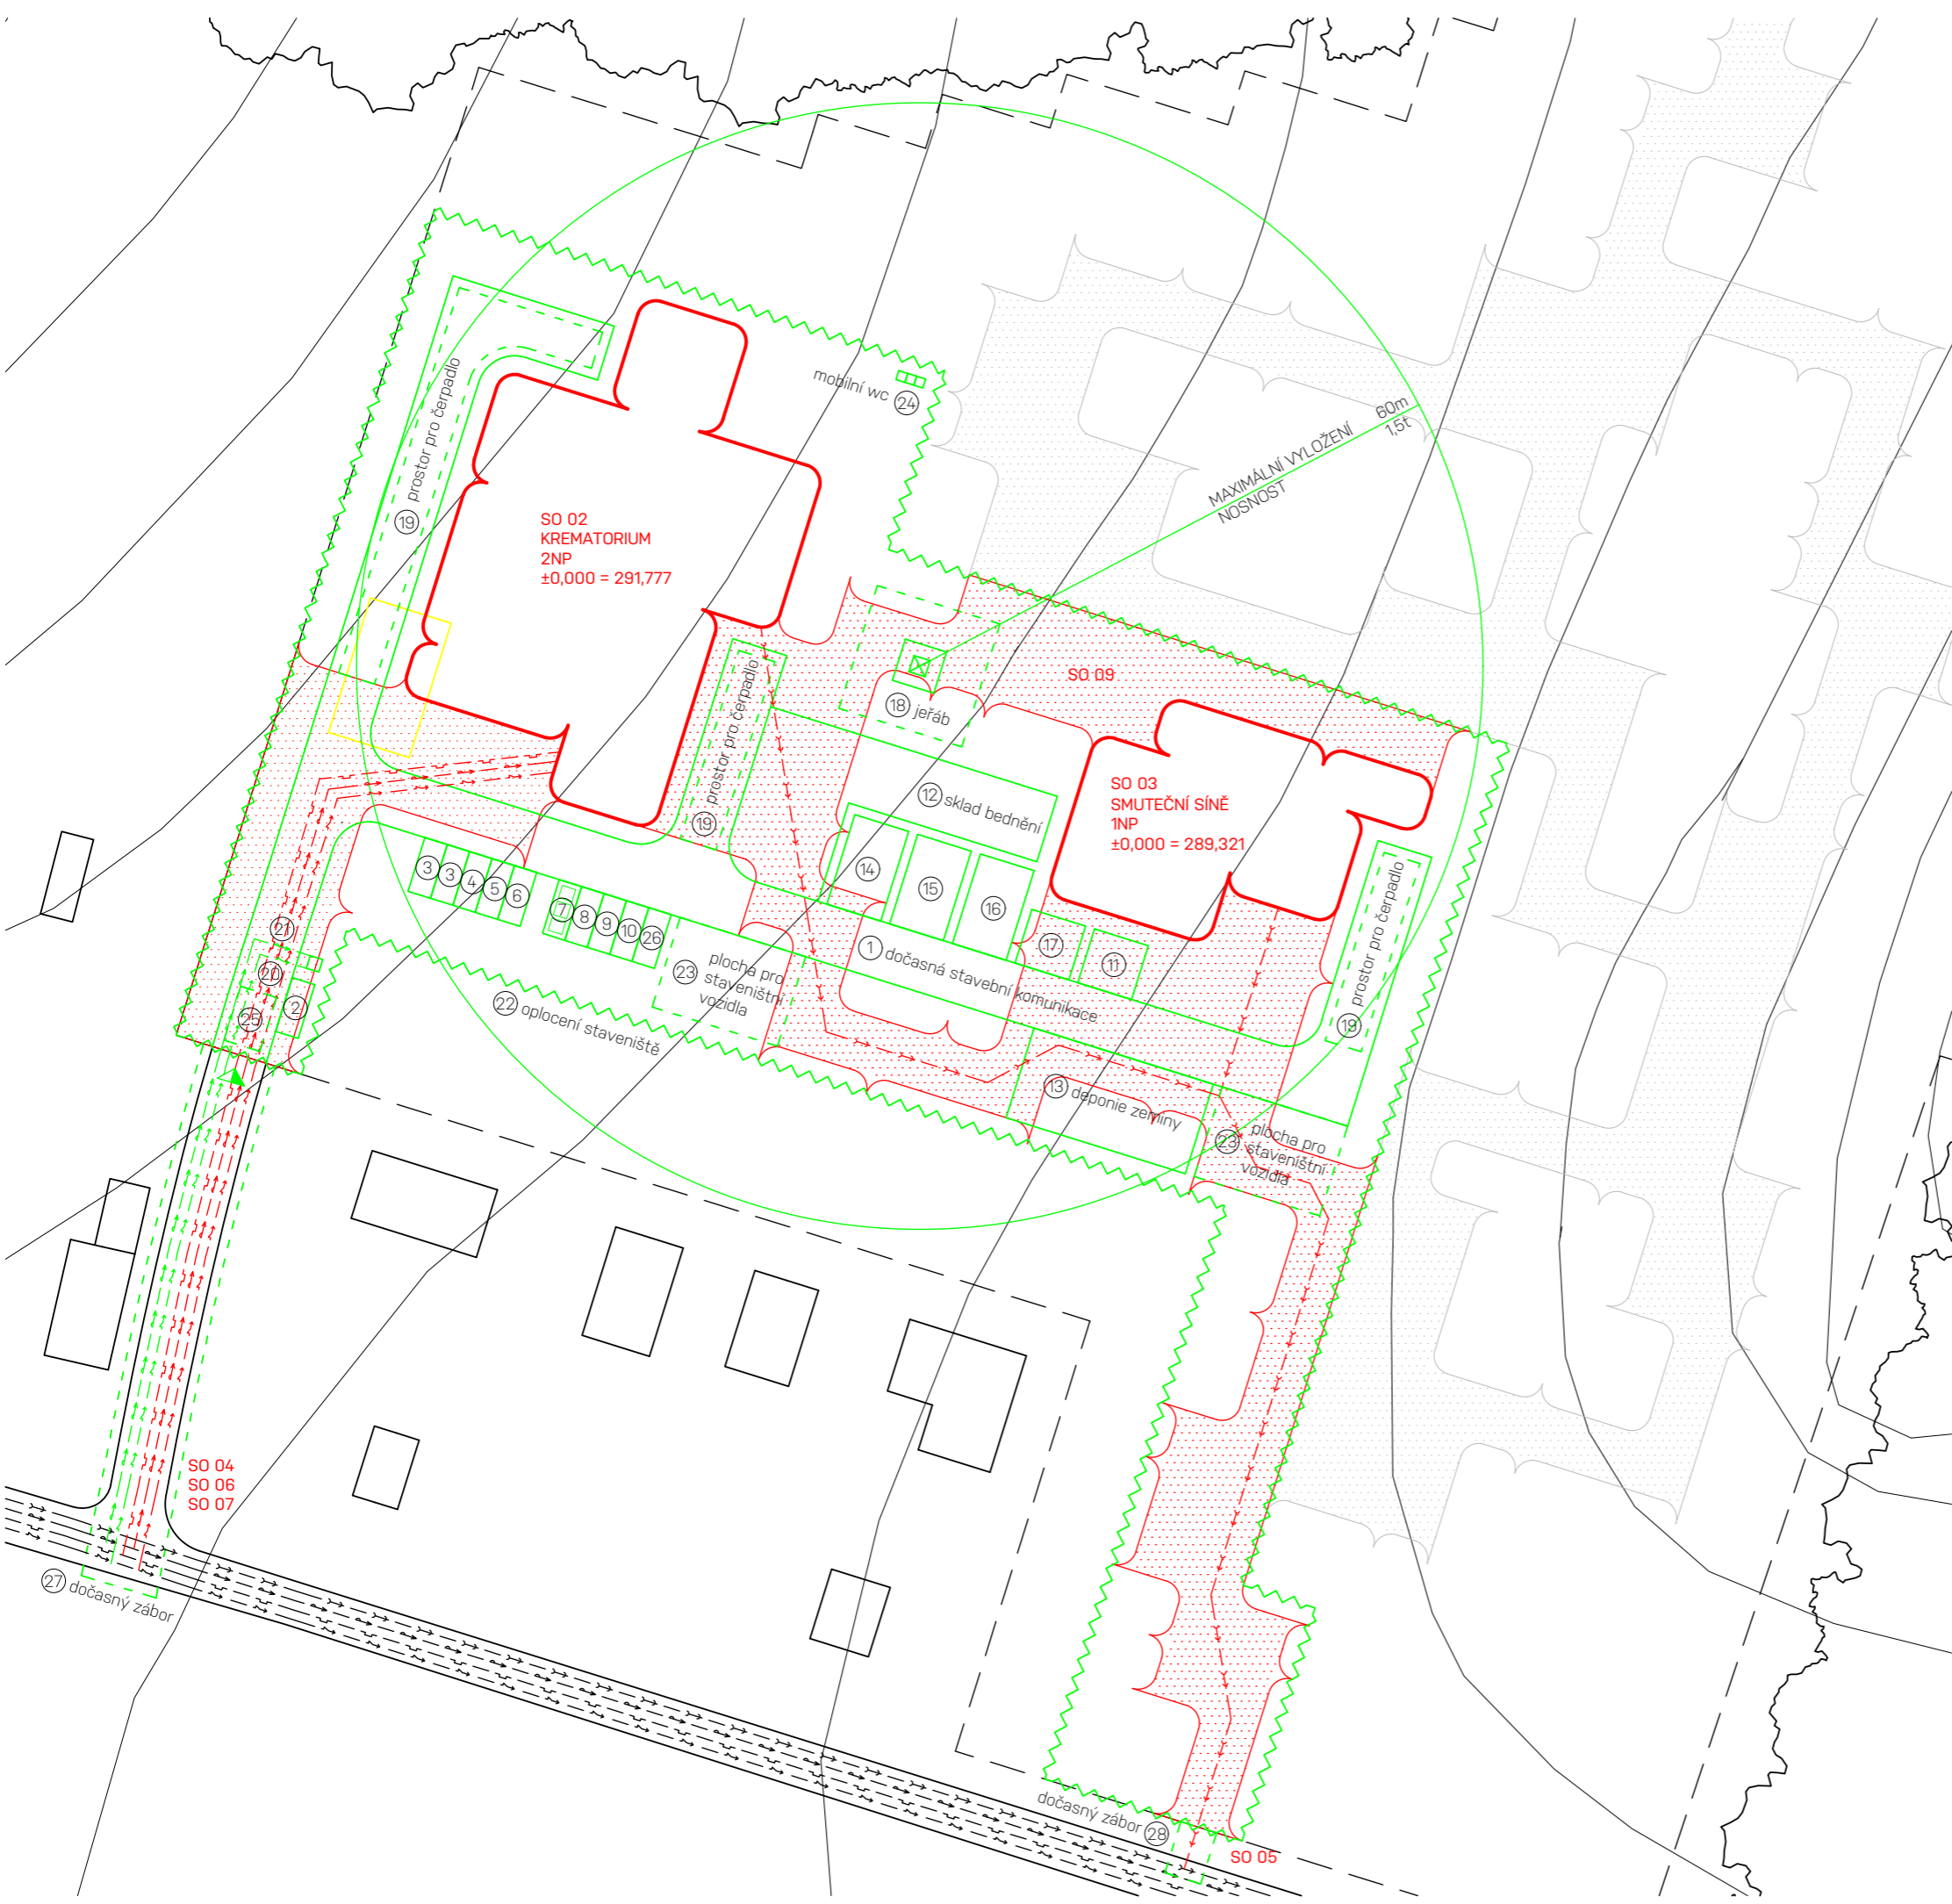 mobilní wc 24
60m
1,5t
MAXIMÁLNÍ VYLOŽENÍ
NOSNOST
19 prostor pro čerpadlo
SO 02
KREMATORIUM
2NP
±0,000 = 291,777
SO 09
18 jeřáb
19 prostor pro čerpadlo
12 sklad bednění
SO 03
SMUTEČNÍ SÍNĚ
1NP
±0,000 = 289,321
14
15
16
17
11
3
3
4
5
6
7
8
9
10
26
19 prostor pro čerpadlo
1 dočasná stavební komunikace
21
20
2
25
23 plocha pro
staveništní
vozidla
22 oplocení staveniště
13 deponie zeminy
23 plocha pro
staveništní
vozidla
SO 04
SO 06
SO 07
27 dočasný zábor
dočasný zábor 28
SO 05